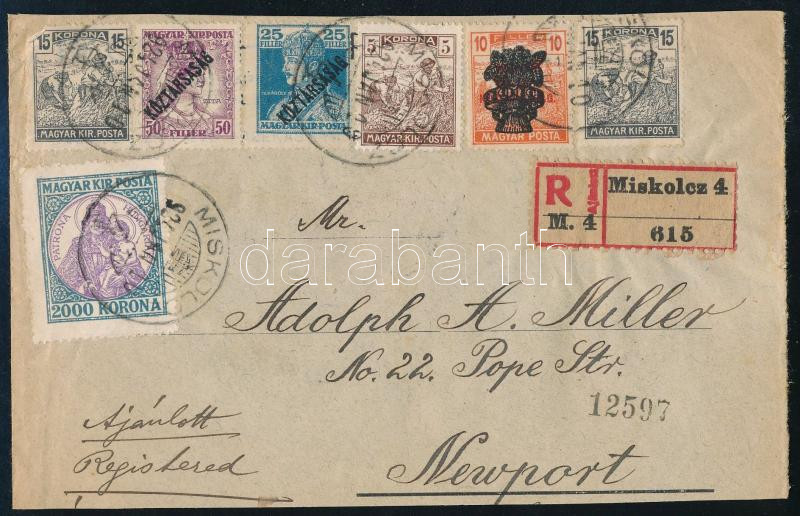 15 KORONA 15
MAGYAR KIR. POSTA
MAGYAR KIR. POSTA
KÖZTÁRSASÁG
50 FILLÉR 50
25 25
FILLÉR
KÖZTÁRSASÁG
MAGYAR KIR. POSTA
5 KORONA 5
MAGYAR KIR. POSTA
10 FILLÉR 10
MAGYAR POSTA
15 KORONA 15
MAGYAR KIR. POSTA
MAGYAR KIR. POSTA
PATRONA
HUNGARIAE
2000 KORONA
MISKOLC
R
Ajánlott
M. 4
Miskolcz 4
615
Mr.
darabanth
Adolph A. Miller
No. 22. Pope Str.
12597
Newport
Ajánlott
Registered